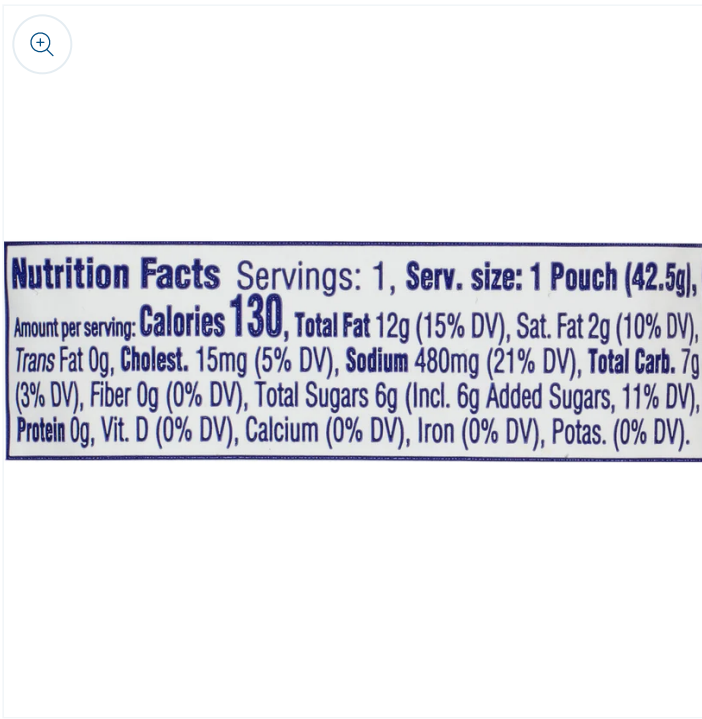 Nutrition Facts Servings: 1, Serv. size: 1 Pouch (42.5g),
Amount per serving: Calories 130, Total Fat 12g (15% DV), Sat. Fat 2g (10% DV),
Trans Fat 0g, Cholest. 15mg (5% DV), Sodium 480mg (21% DV), Total Carb. 7g
(3% DV), Fiber 0g (0% DV), Total Sugars 6g (Incl. 6g Added Sugars, 11% DV),
Protein 0g, Vit. D (0% DV), Calcium (0% DV), Iron (0% DV), Potas. (0% DV).